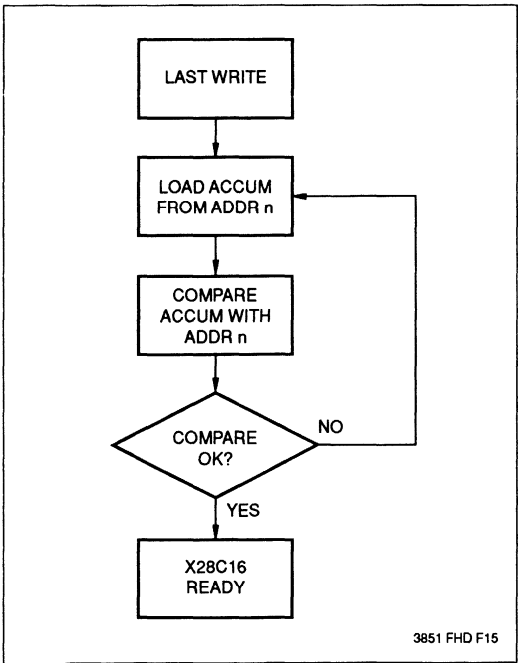 LAST WRITE
LOAD ACCUM
FROM ADDR n
COMPARE
ACCUM WITH
ADDR n
COMPARE
OK?
NO
YES
X28C16
READY
3851 FHD F15